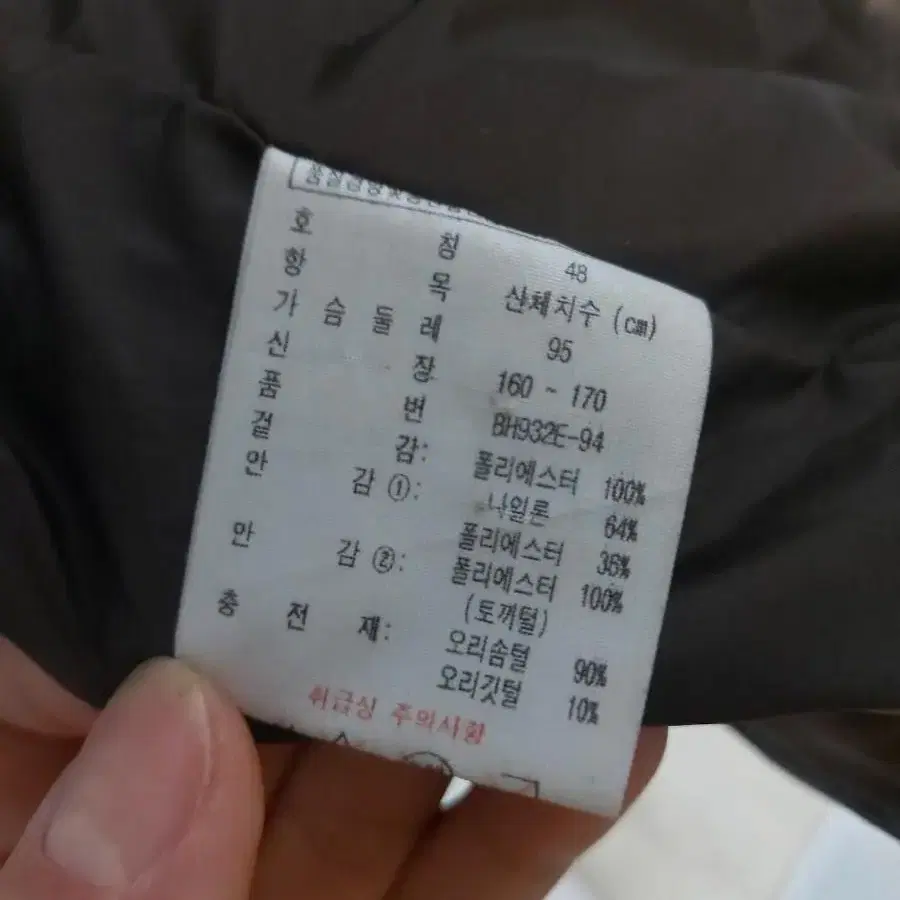 호 칭 48
항 목 산체치수 (cm)
가 슴 둘 레 95
신 장 160 ~ 170
품 번 BH932E-94
겉 감: 폴리에스터 100%
안 감 ①: 나일론 64%
폴리에스터 36%
안 감 ②: 폴리에스터 100%
(토끼털)
충 전 재: 오리솜털 90%
오리깃털 10%
취급상 주의사항